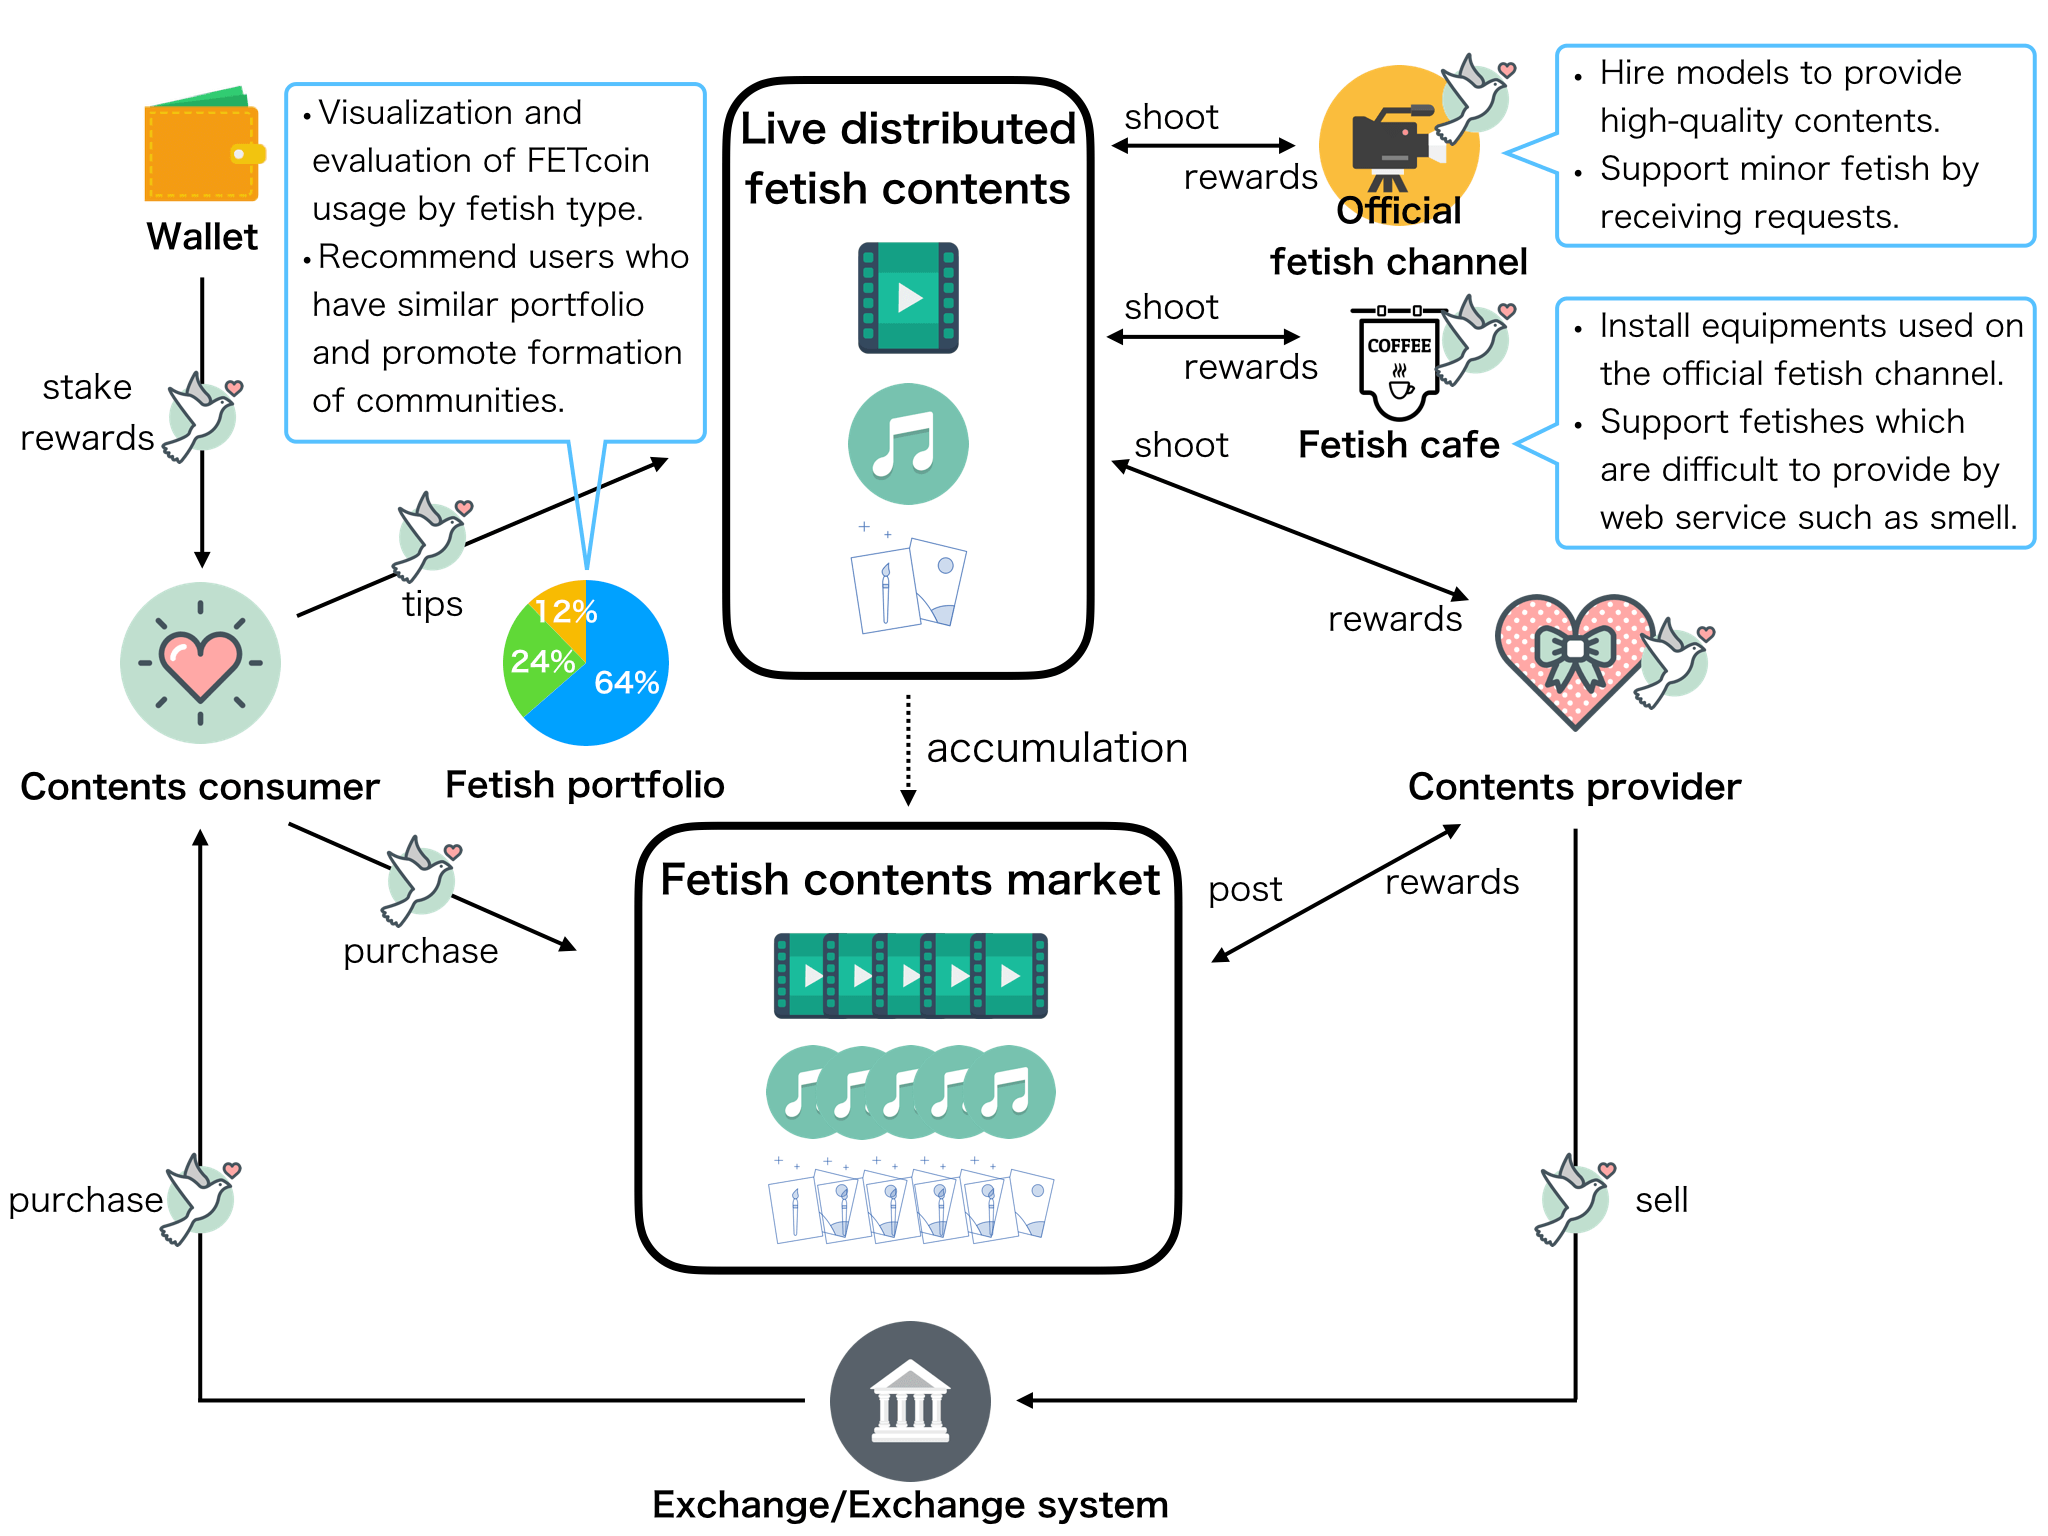 Wallet
stake
rewards
• Visualization and
evaluation of FETcoin
usage by fetish type.
• Recommend users who
have similar portfolio
and promote formation
of communities.
Live distributed
fetish contents
shoot
rewards
Official
fetish channel
• Hire models to provide
high-quality contents.
• Support minor fetish by
receiving requests.
shoot
rewards
COFFEE
Fetish cafe
• Install equipments used on
the official fetish channel.
• Support fetishes which
are difficult to provide by
web service such as smell.
shoot
rewards
tips
12%
24%
64%
Contents consumer
Fetish portfolio
accumulation
Contents provider
purchase
Fetish contents market
post
rewards
purchase
sell
Exchange/Exchange system